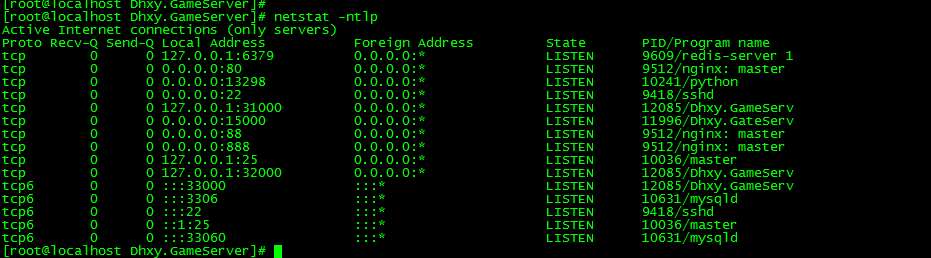 [root@localhost Dhxy.GameServer]#
[root@localhost Dhxy.GameServer]# netstat -ntlp
Active Internet connections (only servers)
Proto Recv-Q Send-Q Local Address           Foreign Address         State       PID/Program name
tcp        0      0 127.0.0.1:6379          0.0.0.0:*               LISTEN      9609/redis-server 1
tcp        0      0 0.0.0.0:80              0.0.0.0:*               LISTEN      9512/nginx: master
tcp        0      0 0.0.0.0:13298           0.0.0.0:*               LISTEN      10241/python
tcp        0      0 0.0.0.0:22              0.0.0.0:*               LISTEN      9418/sshd
tcp        0      0 127.0.0.1:31000         0.0.0.0:*               LISTEN      12085/Dhxy.GameServ
tcp        0      0 0.0.0.0:15000           0.0.0.0:*               LISTEN      11996/Dhxy.GateServ
tcp        0      0 0.0.0.0:88              0.0.0.0:*               LISTEN      9512/nginx: master
tcp        0      0 0.0.0.0:888             0.0.0.0:*               LISTEN      9512/nginx: master
tcp        0      0 127.0.0.1:25            0.0.0.0:*               LISTEN      10036/master
tcp        0      0 127.0.0.1:32000         0.0.0.0:*               LISTEN      12085/Dhxy.GameServ
tcp6       0      0 :::33000                :::*                    LISTEN      12085/Dhxy.GameServ
tcp6       0      0 :::3306                 :::*                    LISTEN      10631/mysqld
tcp6       0      0 :::22                   :::*                    LISTEN      9418/sshd
tcp6       0      0 ::1:25                  :::*                    LISTEN      10036/master
tcp6       0      0 :::33060                :::*                    LISTEN      10631/mysqld
[root@localhost Dhxy.GameServer]#